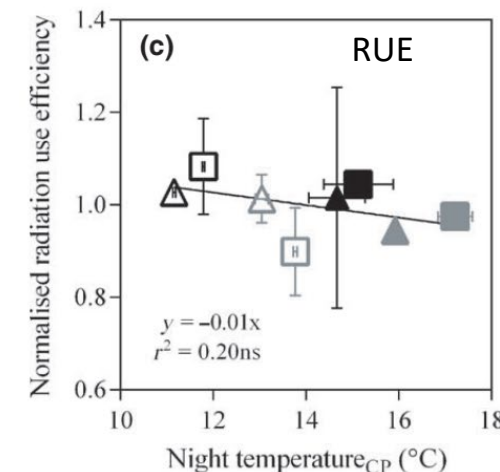 (c)
RUE
Normalised radiation use efficiency
1.4
1.2
1.0
0.8
0.6
y = –0.01x
r² = 0.20ns
10 12 14 16 18
Night temperatureCP (°C)